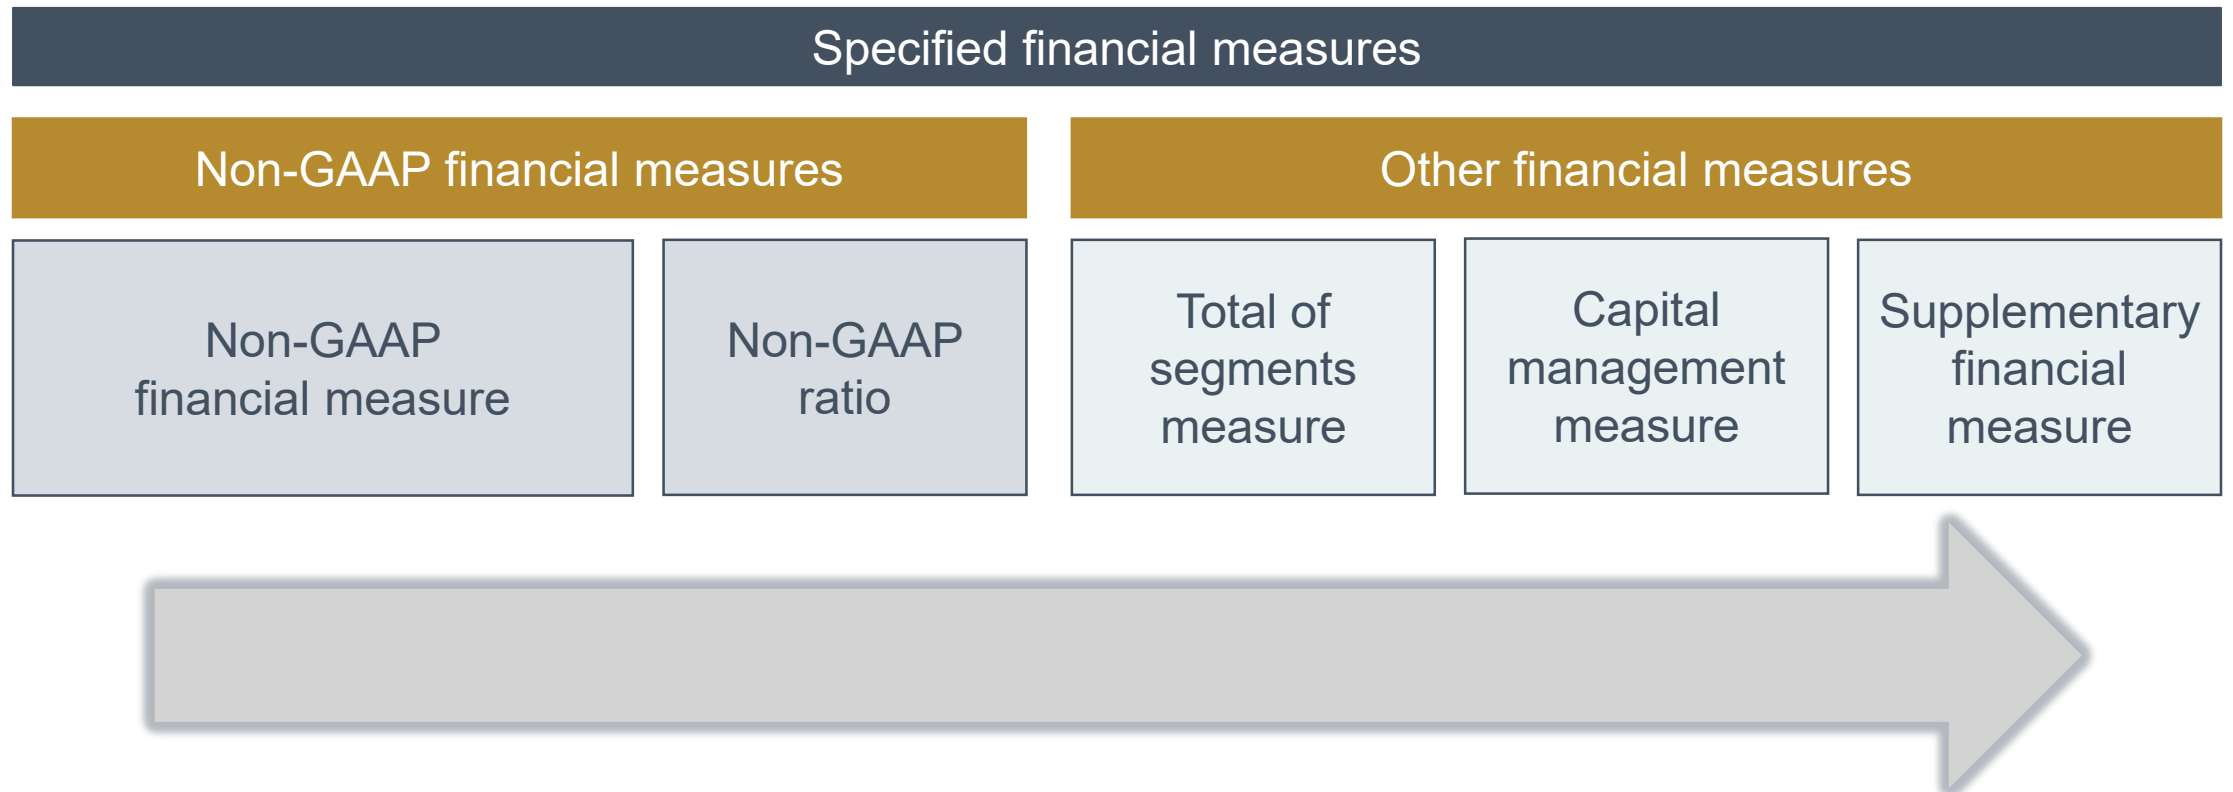 Specified financial measures
Non-GAAP financial measures
Other financial measures
Non-GAAP
financial measure
Non-GAAP
ratio
Total of
segments
measure
Capital
management
measure
Supplementary
financial
measure